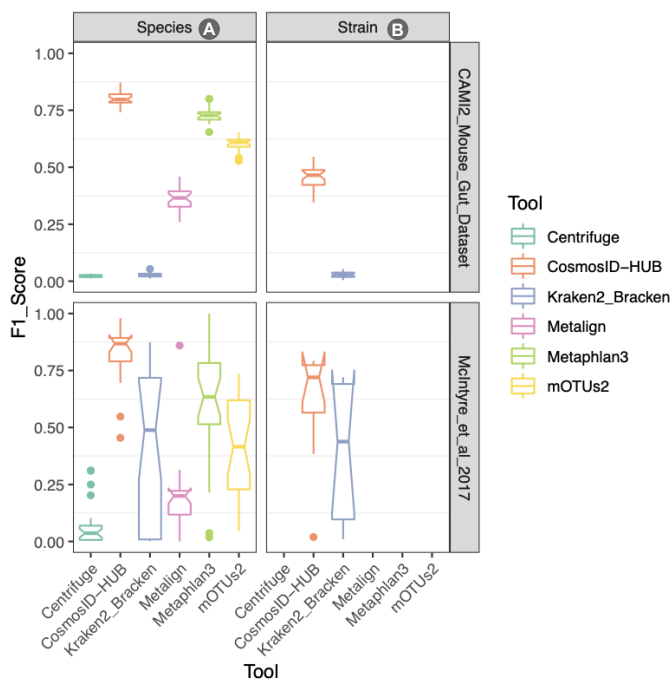 Species A
Strain B
1.00
0.75
0.50
0.25
0.00
CAMI2_Mouse_Gut_Dataset
F1_Score
1.00
0.75
0.50
0.25
0.00
McIntyre_et_al_2017
Centrifuge
CosmosID-HUB
Kraken2_Bracken
Metalign
Metaphlan3
mOTUs2
Centrifuge
CosmosID-HUB
Kraken2_Bracken
Metalign
Metaphlan3
mOTUs2
Tool
Tool
Centrifuge
CosmosID-HUB
Kraken2_Bracken
Metalign
Metaphlan3
mOTUs2